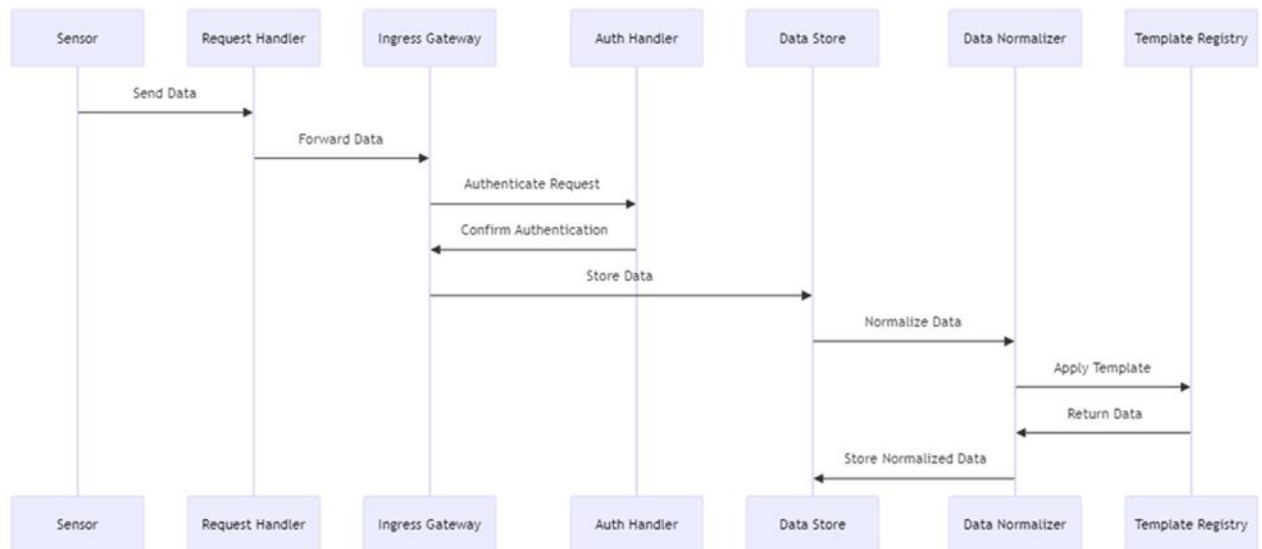 Sensor Request Handler Ingress Gateway Auth Handler Data Store Data Normalizer Template Registry
Send Data
Forward Data
Authenticate Request
Confirm Authentication
Store Data
Normalize Data
Apply Template
Return Data
Store Normalized Data
Sensor Request Handler Ingress Gateway Auth Handler Data Store Data Normalizer Template Registry